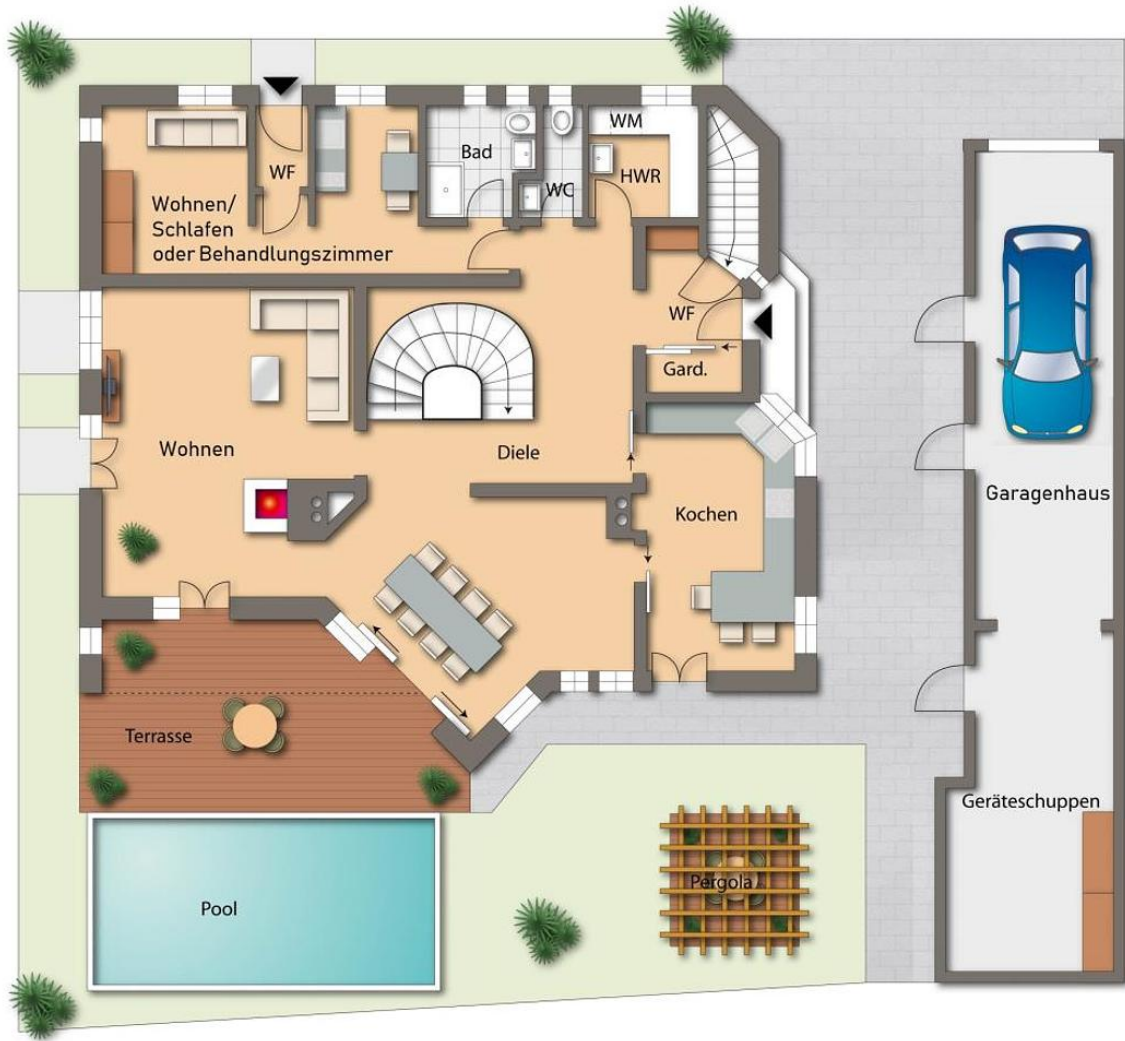 WM
Bad
WF
HWR
WC
Wohnen/
Schlafen
oder Behandlungszimmer
WF
Gard.
Wohnen
Diele
Garagenhaus
Kochen
Terrasse
Geräteschuppen
Pergola
Pool